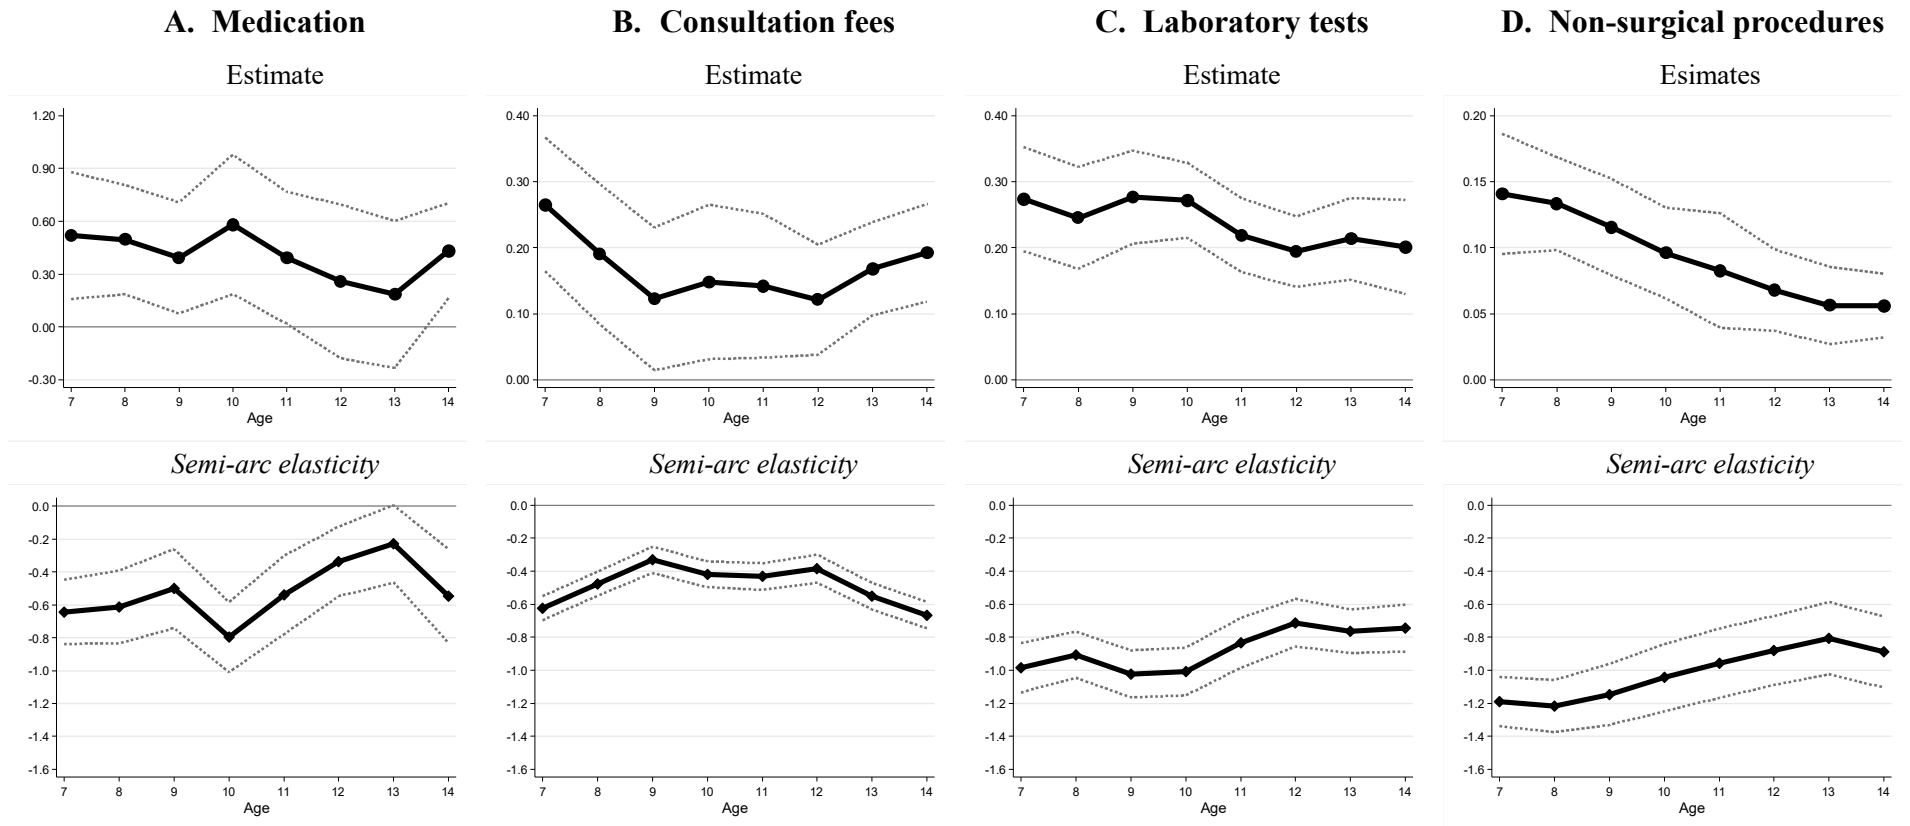 A. Medication
B. Consultation fees
C. Laboratory tests
D. Non-surgical procedures
Estimate
Estimate
Estimate
Esimates
1.20
0.90
0.60
0.30
0.00
-0.30
7 8 9 10 11 12 13 14
Age
0.40
0.30
0.20
0.10
0.00
7 8 9 10 11 12 13 14
Age
0.40
0.30
0.20
0.10
0.00
7 8 9 10 11 12 13 14
Age
0.20
0.15
0.10
0.05
0.00
7 8 9 10 11 12 13 14
Age
Semi-arc elasticity
Semi-arc elasticity
Semi-arc elasticity
Semi-arc elasticity
0.0
-0.2
-0.4
-0.6
-0.8
-1.0
-1.2
-1.4
-1.6
7 8 9 10 11 12 13 14
Age
0.0
-0.2
-0.4
-0.6
-0.8
-1.0
-1.2
-1.4
-1.6
7 8 9 10 11 12 13 14
Age
0.0
-0.2
-0.4
-0.6
-0.8
-1.0
-1.2
-1.4
-1.6
7 8 9 10 11 12 13 14
Age
0.0
-0.2
-0.4
-0.6
-0.8
-1.0
-1.2
-1.4
-1.6
7 8 9 10 11 12 13 14
Age